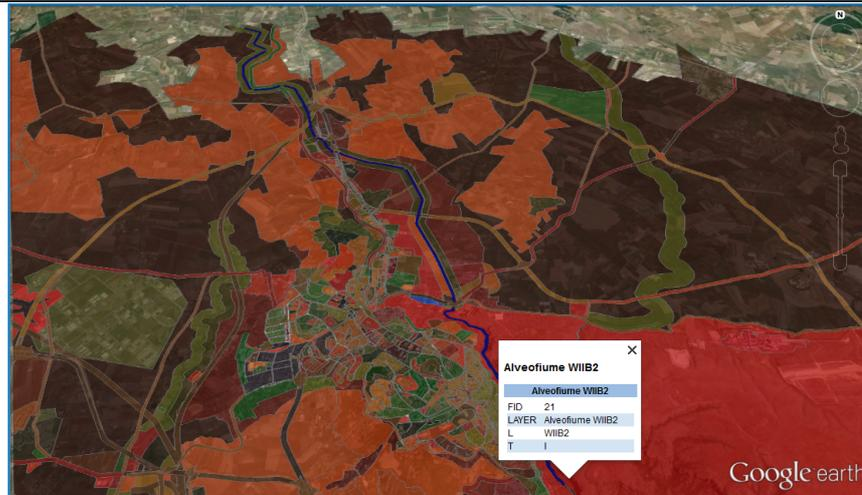 N
Alveofiume WIIB2
Alveofiume WIIB2
FID 21
LAYER Alveofiume WIIB2
L WIIB2
T I
Google earth